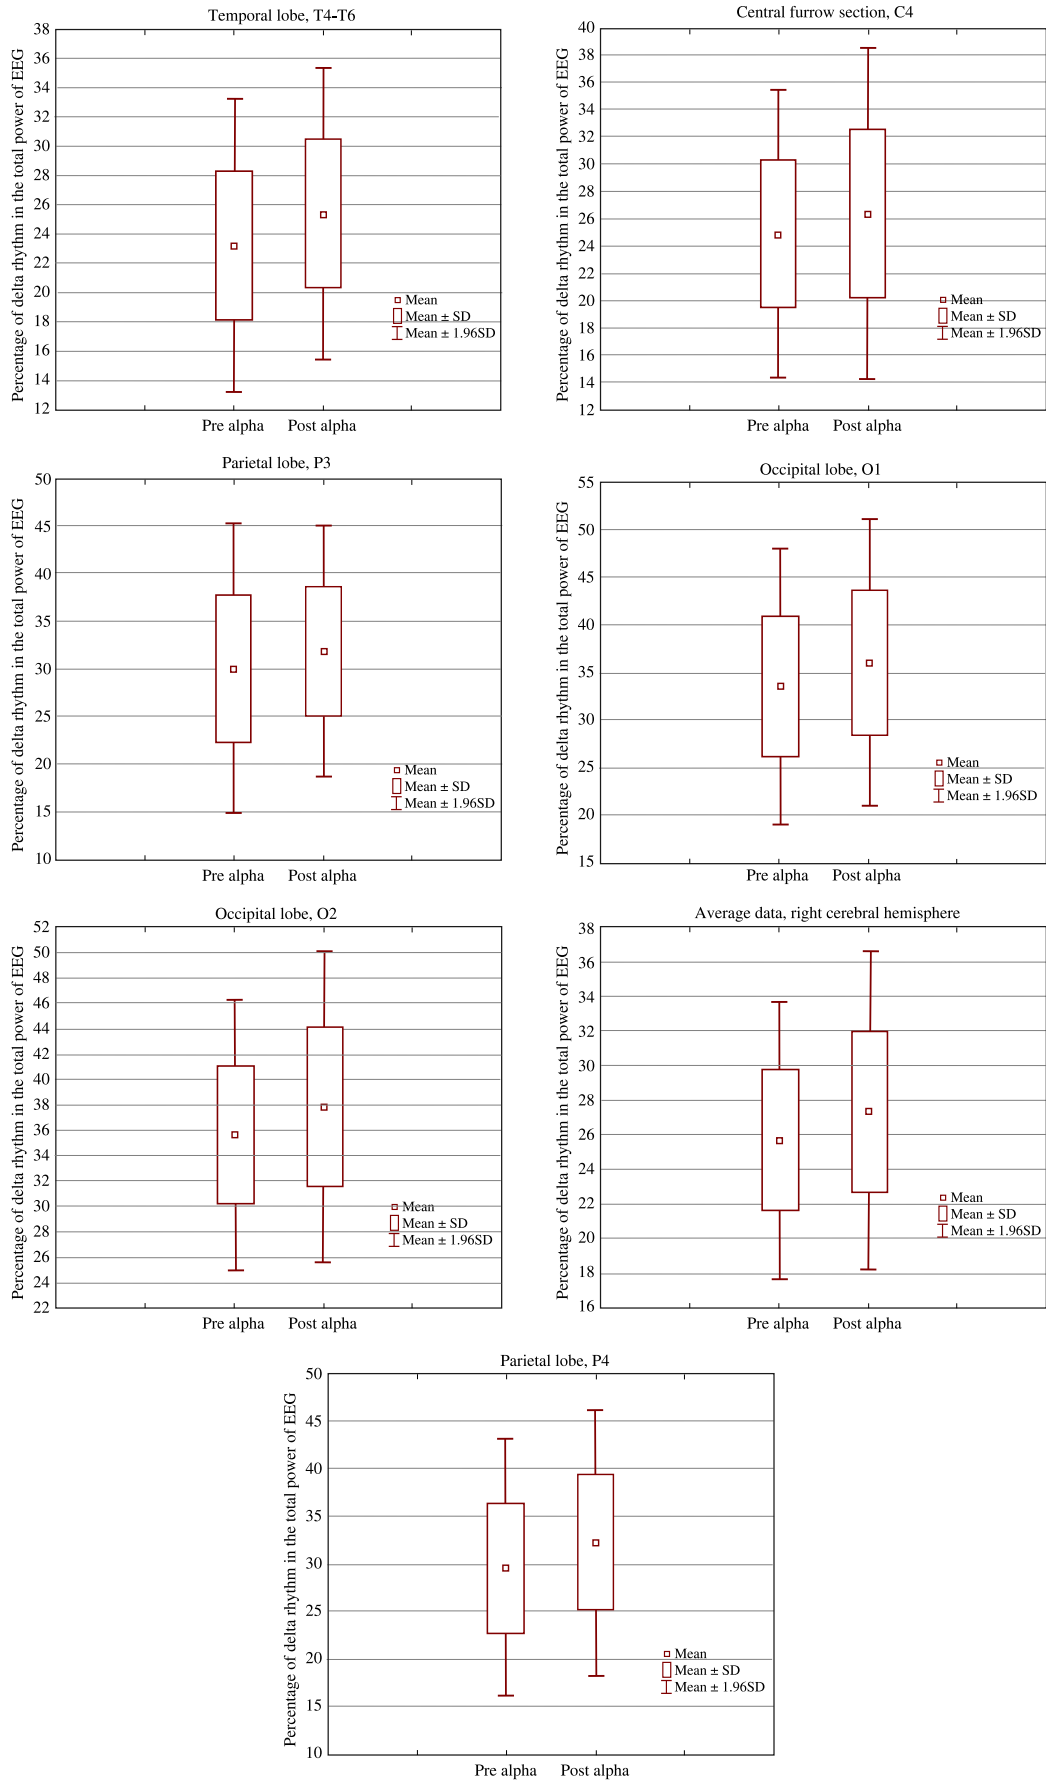 Temporal lobe, T4-T6
Percentage of delta rhythm in the total power of EEG
38
36
34
32
30
28
26
24
22
20
18
16
14
12
Mean
Mean ± SD
Mean ± 1.96SD
Pre alpha Post alpha
Central furrow section, C4
Percentage of delta rhythm in the total power of EEG
40
38
36
34
32
30
28
26
24
22
20
18
16
14
12
Mean
Mean ± SD
Mean ± 1.96SD
Pre alpha Post alpha
Parietal lobe, P3
Percentage of delta rhythm in the total power of EEG
50
45
40
35
30
25
20
15
10
Mean
Mean ± SD
Mean ± 1.96SD
Pre alpha Post alpha
Occipital lobe, O1
Percentage of delta rhythm in the total power of EEG
55
50
45
40
35
30
25
20
15
Mean
Mean ± SD
Mean ± 1.96SD
Pre alpha Post alpha
Occipital lobe, O2
Percentage of delta rhythm in the total power of EEG
52
50
48
46
44
42
40
38
36
34
32
30
28
26
24
22
Mean
Mean ± SD
Mean ± 1.96SD
Pre alpha Post alpha
Average data, right cerebral hemisphere
Percentage of delta rhythm in the total power of EEG
38
36
34
32
30
28
26
24
22
20
18
16
Mean
Mean ± SD
Mean ± 1.96SD
Pre alpha Post alpha
Parietal lobe, P4
Percentage of delta rhythm in the total power of EEG
50
45
40
35
30
25
20
15
10
Mean
Mean ± SD
Mean ± 1.96SD
Pre alpha Post alpha